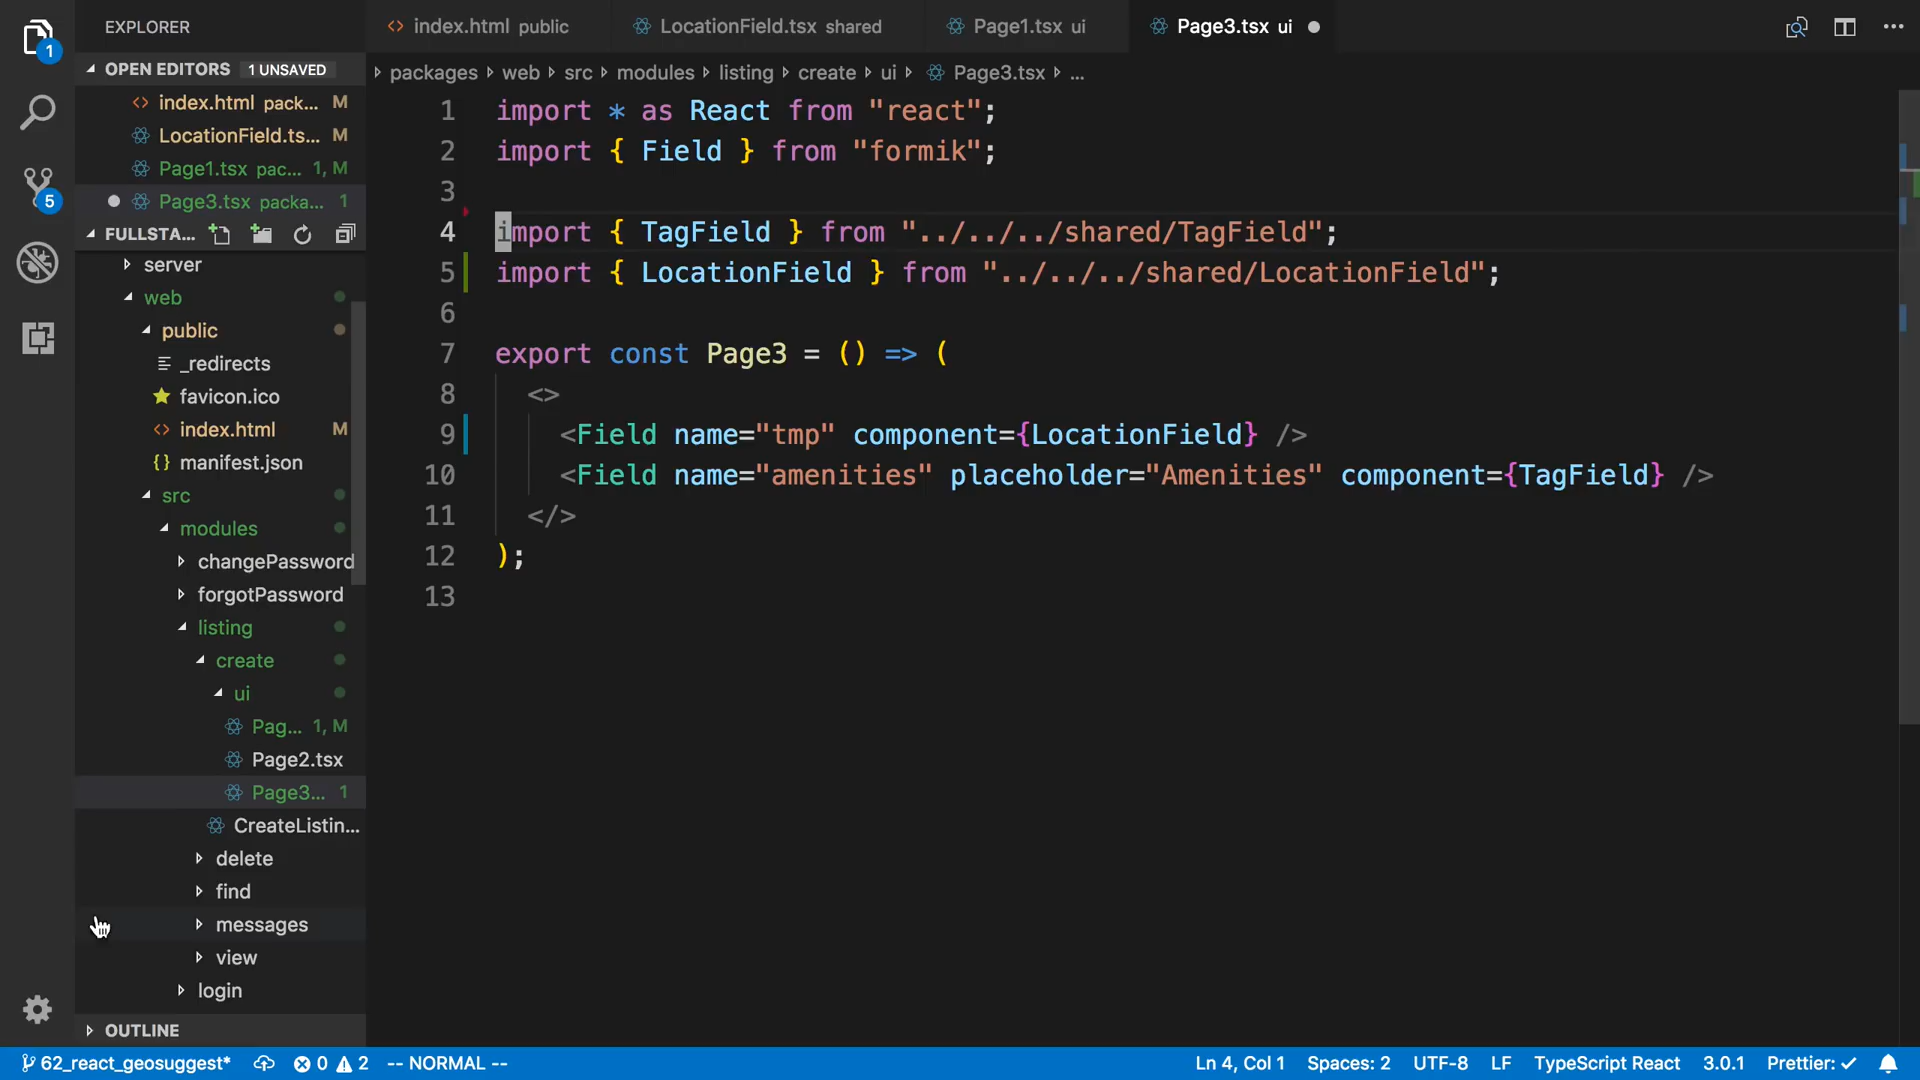 EXPLORER
index.html public
LocationField.tsx shared
Page1.tsx ui
Page3.tsx ui
OPEN EDITORS 1 UNSAVED
index.html pack... M
LocationField.ts... M
Page1.tsx pac... 1, M
Page3.tsx packa... 1
FULLSTA...
server
web
public
_redirects
favicon.ico
index.html M
manifest.json
src
modules
changePassword
forgotPassword
listing
create
ui
Pag... 1, M
Page2.tsx
Page3... 1
CreateListin...
delete
find
messages
view
login
OUTLINE
packages web src modules listing create ui Page3.tsx ...
1 import * as React from "react";
2 import { Field } from "formik";
3
4 import { TagField } from "../../../shared/TagField";
5 import { LocationField } from "../../../shared/LocationField";
6
7 export const Page3 = () => (
8 <>
9 <Field name="tmp" component={LocationField} />
10 <Field name="amenities" placeholder="Amenities" component={TagField} />
11 </>
12 );
13
1
5
62_react_geosuggest* 0 2 -- NORMAL -- Ln 4, Col 1 Spaces: 2 UTF-8 LF TypeScript React 3.0.1 Prettier: ✓